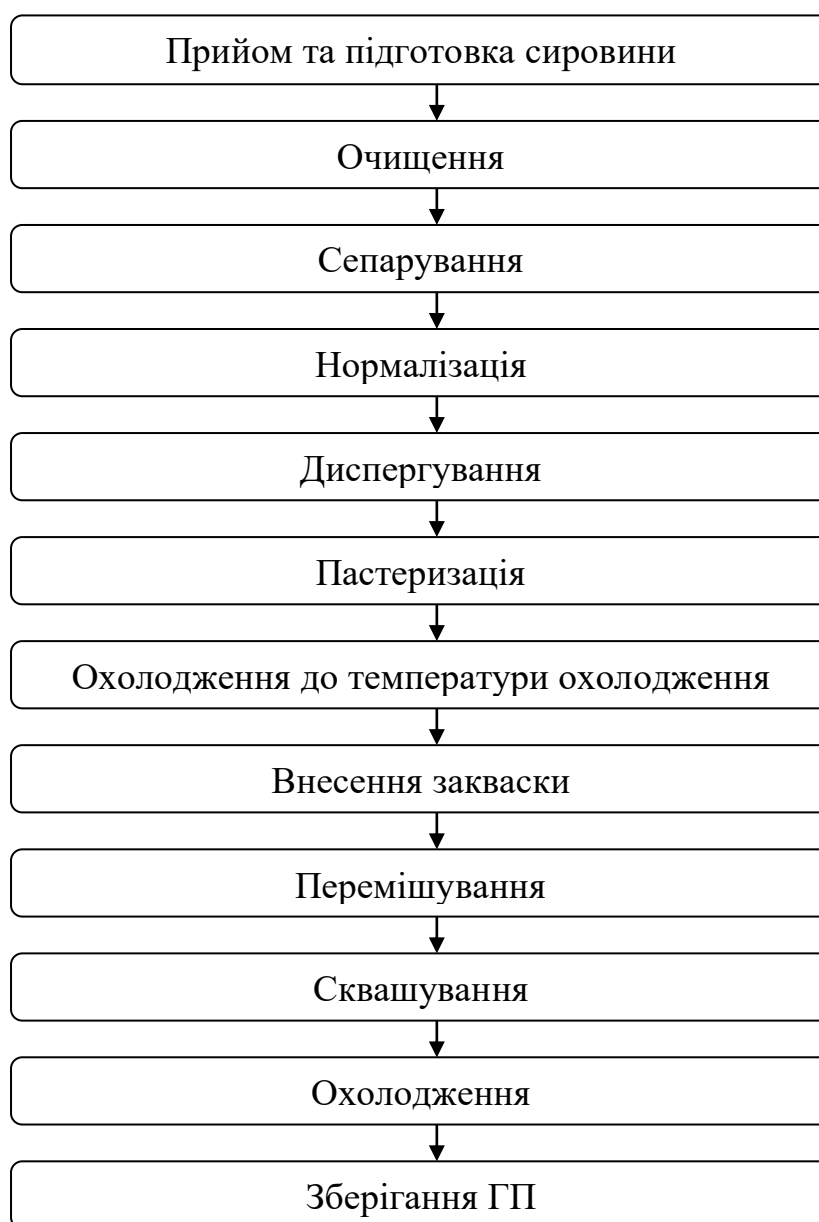 Прийом та підготовка сировини
Очищення
Сепарування
Нормалізація
Диспергування
Пастеризація
Охолодження до температури охолодження
Внесення закваски
Перемішування
Сквашування
Охолодження
Зберігання ГП